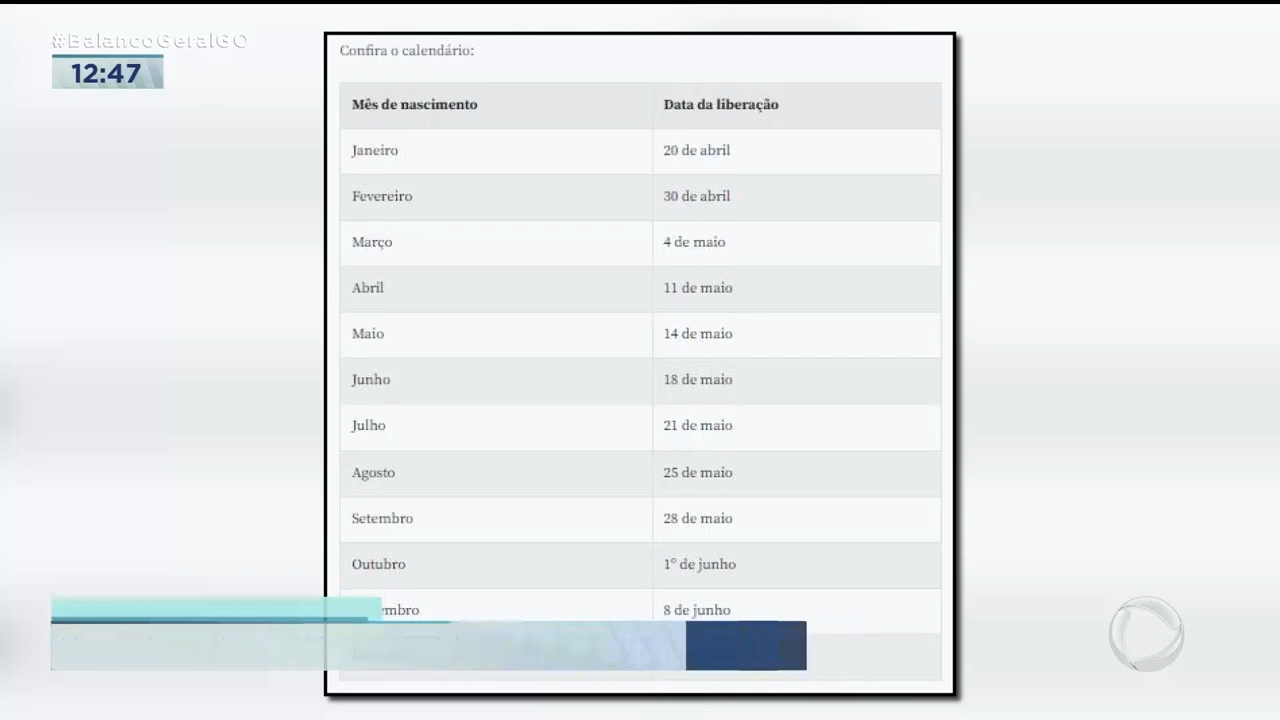 #BalançoGeralGO
12:47
Confira o calendário:
Mês de nascimento Data da liberação
Janeiro 20 de abril
Fevereiro 30 de abril
Março 4 de maio
Abril 11 de maio
Maio 14 de maio
Junho 18 de maio
Julho 21 de maio
Agosto 25 de maio
Setembro 28 de maio
Outubro 1º de junho
embro 8 de junho